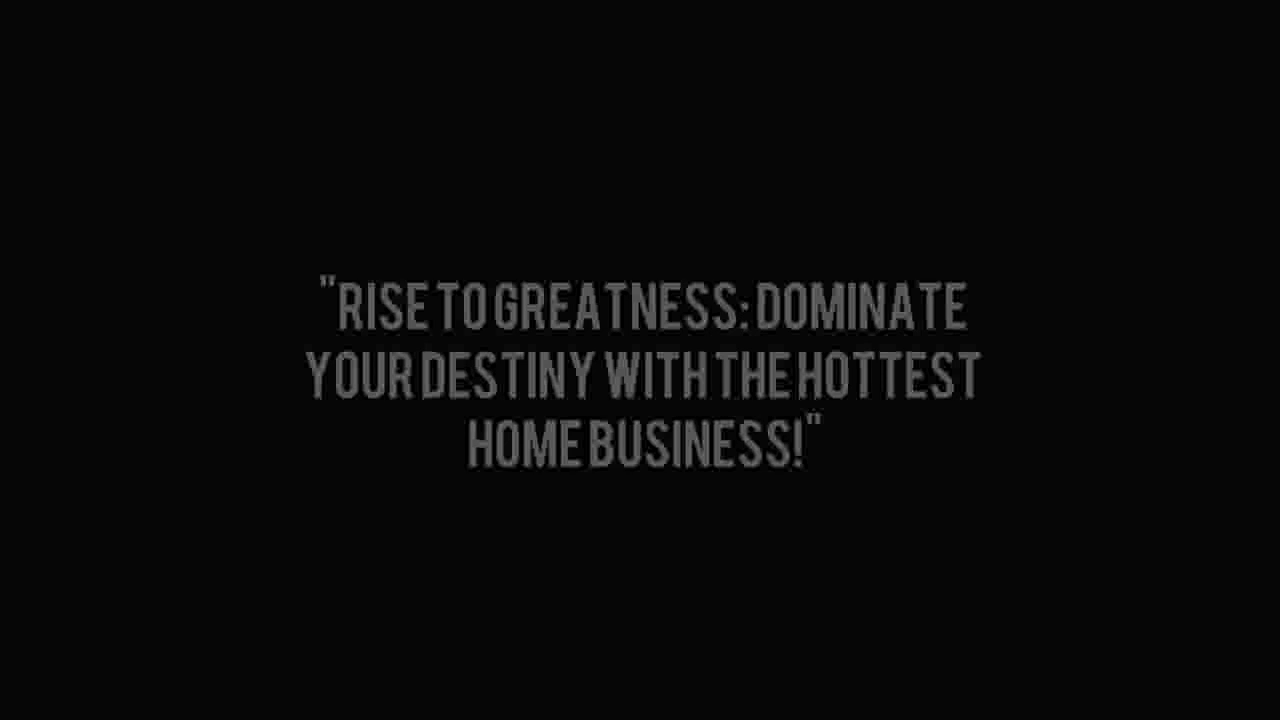 "RISE TO GREATNESS: DOMINATE
YOUR DESTINY WITH THE HOTTEST
HOME BUSINESS!"